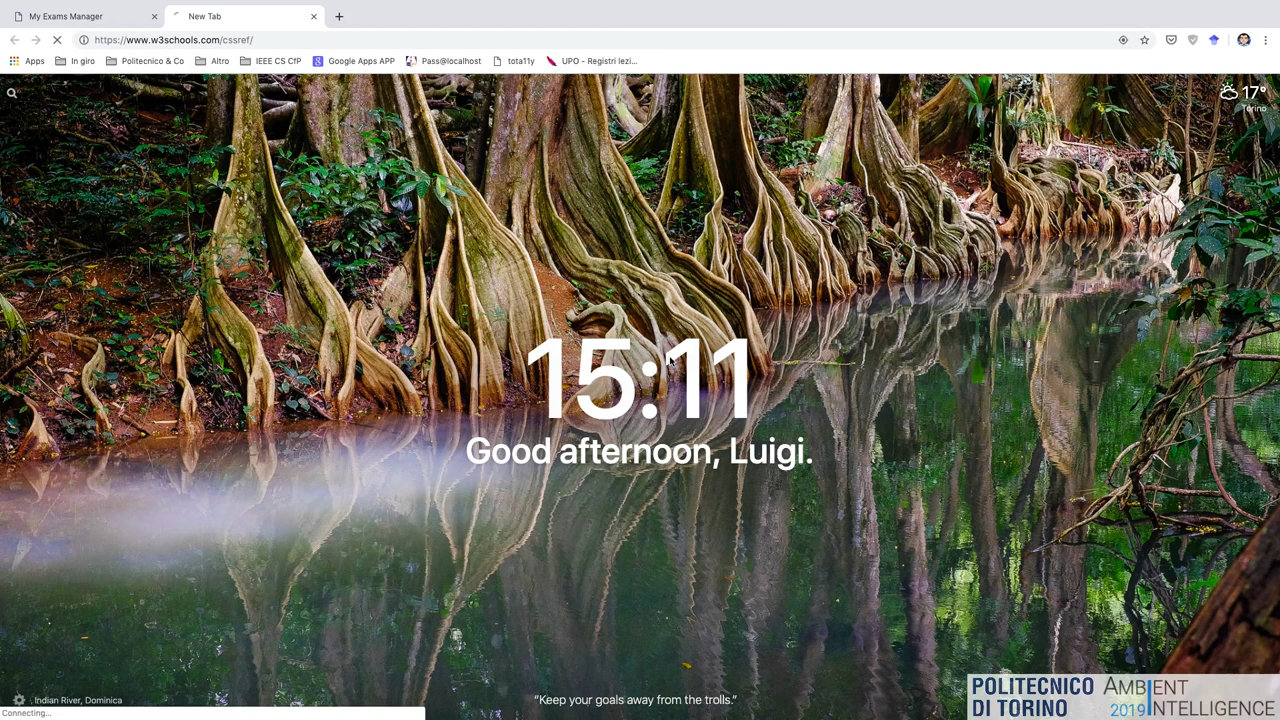 My Exams Manager
New Tab
https://www.w3schools.com/cssref/
Apps In giro Politecnico & Co Altro IEEE CS CfP Google Apps APP Pass@localhost tota11y UPO - Registri lezi...
17°
Torino
15:11
Good afternoon, Luigi.
Indian River, Dominica
“Keep your goals away from the trolls.”
Connecting...
POLITECNICO
DI TORINO
AMBIENT
2019 INTELLIGENCE